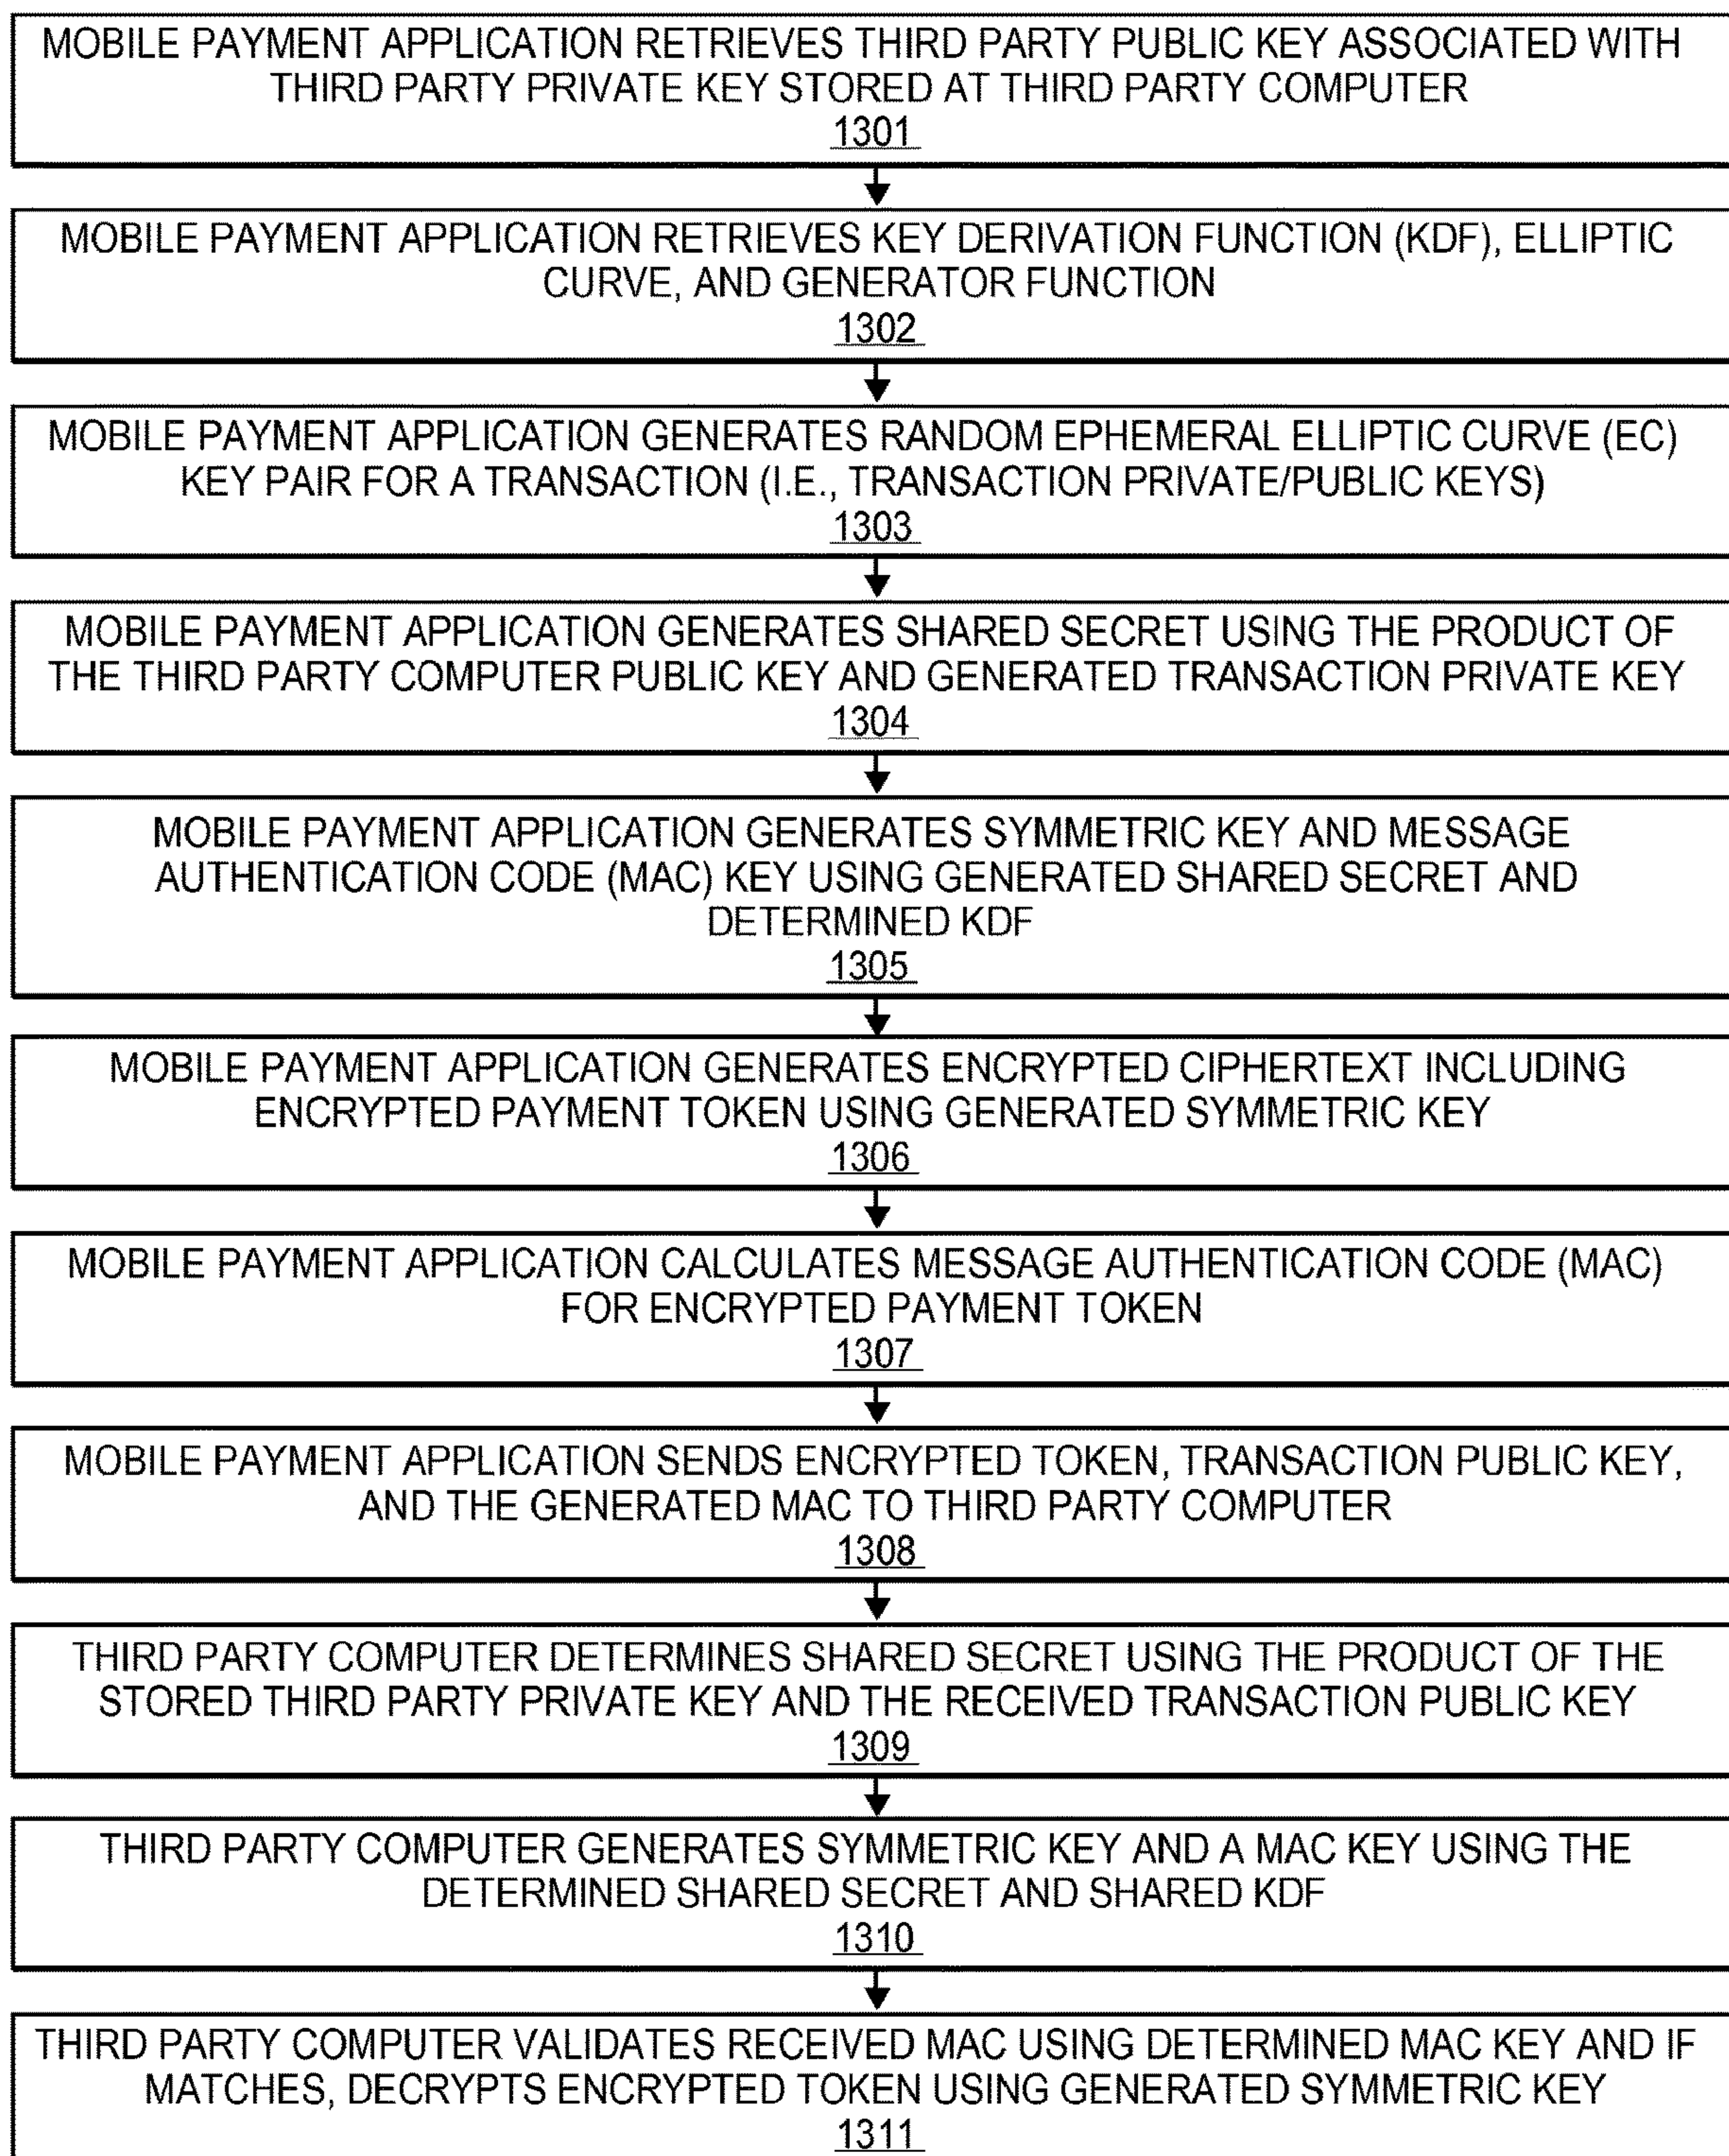 MOBILE PAYMENT APPLICATION RETRIEVES THIRD PARTY PUBLIC KEY ASSOCIATED WITH
THIRD PARTY PRIVATE KEY STORED AT THIRD PARTY COMPUTER
1301
MOBILE PAYMENT APPLICATION RETRIEVES KEY DERIVATION FUNCTION (KDF), ELLIPTIC
CURVE, AND GENERATOR FUNCTION
1302
MOBILE PAYMENT APPLICATION GENERATES RANDOM EPHEMERAL ELLIPTIC CURVE (EC)
KEY PAIR FOR A TRANSACTION (I.E., TRANSACTION PRIVATE/PUBLIC KEYS)
1303
MOBILE PAYMENT APPLICATION GENERATES SHARED SECRET USING THE PRODUCT OF
THE THIRD PARTY COMPUTER PUBLIC KEY AND GENERATED TRANSACTION PRIVATE KEY
1304
MOBILE PAYMENT APPLICATION GENERATES SYMMETRIC KEY AND MESSAGE
AUTHENTICATION CODE (MAC) KEY USING GENERATED SHARED SECRET AND
DETERMINED KDF
1305
MOBILE PAYMENT APPLICATION GENERATES ENCRYPTED CIPHERTEXT INCLUDING
ENCRYPTED PAYMENT TOKEN USING GENERATED SYMMETRIC KEY
1306
MOBILE PAYMENT APPLICATION CALCULATES MESSAGE AUTHENTICATION CODE (MAC)
FOR ENCRYPTED PAYMENT TOKEN
1307
MOBILE PAYMENT APPLICATION SENDS ENCRYPTED TOKEN, TRANSACTION PUBLIC KEY,
AND THE GENERATED MAC TO THIRD PARTY COMPUTER
1308
THIRD PARTY COMPUTER DETERMINES SHARED SECRET USING THE PRODUCT OF THE
STORED THIRD PARTY PRIVATE KEY AND THE RECEIVED TRANSACTION PUBLIC KEY
1309
THIRD PARTY COMPUTER GENERATES SYMMETRIC KEY AND A MAC KEY USING THE
DETERMINED SHARED SECRET AND SHARED KDF
1310
THIRD PARTY COMPUTER VALIDATES RECEIVED MAC USING DETERMINED MAC KEY AND IF
MATCHES, DECRYPTS ENCRYPTED TOKEN USING GENERATED SYMMETRIC KEY
1311